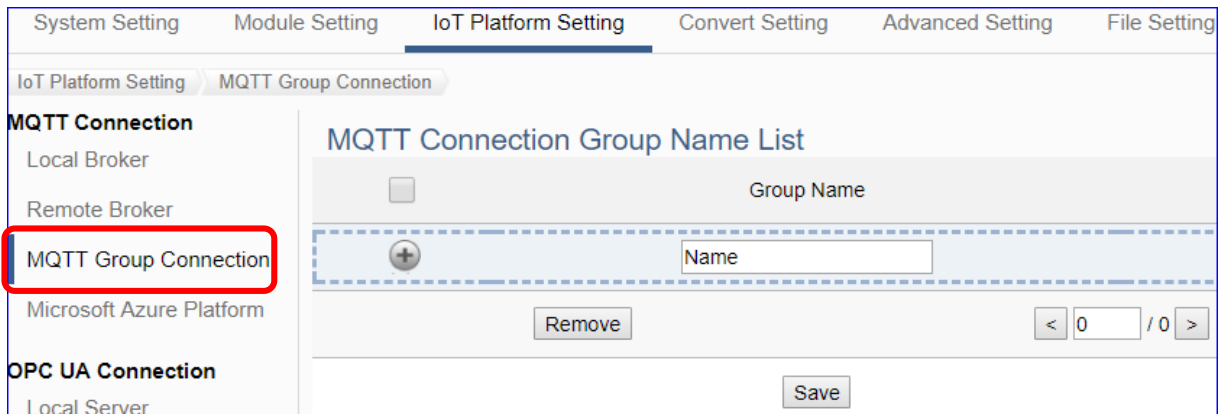 System Setting Module Setting IoT Platform Setting Convert Setting Advanced Setting File Setting
IoT Platform Setting MQTT Group Connection
MQTT Connection
Local Broker
Remote Broker
MQTT Group Connection
Microsoft Azure Platform
OPC UA Connection
Local Server
MQTT Connection Group Name List
Group Name
Name
Remove < 0 / 0 >
Save